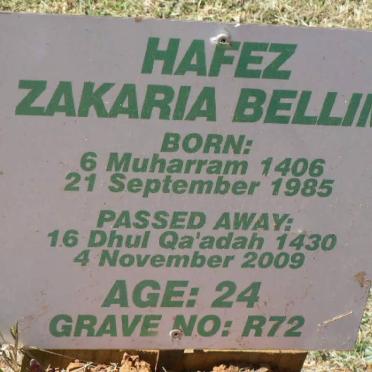 HAFEZ
ZAKARIA BELLIM
BORN:
6 Muharram 1406
21 September 1985
PASSED AWAY:
16 Dhul Qa'adah 1430
4 November 2009
AGE: 24
GRAVE NO: R72